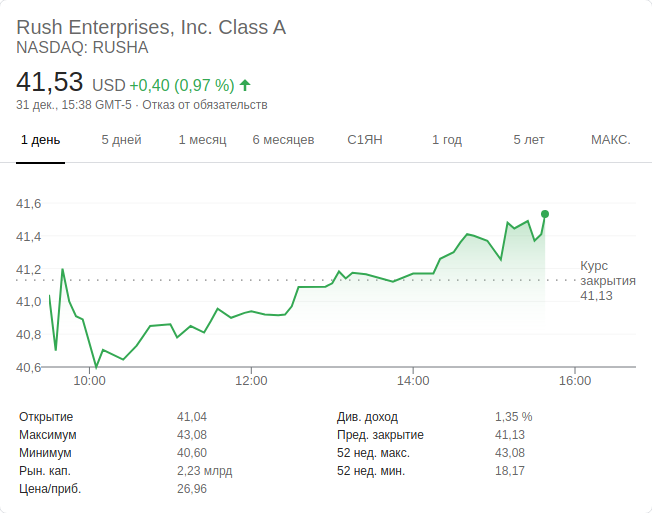 Rush Enterprises, Inc. Class A
NASDAQ: RUSHA
41,53 USD +0,40 (0,97 %)
31 дек., 15:38 GMT-5 · Отказ от обязательств
1 день 5 дней 1 месяц 6 месяцев С1ЯН 1 год 5 лет МАКС.
41,6
41,4
41,2
41,0
40,8
40,6
Курс
закрытия
41,13
10:00 12:00 14:00 16:00
Открытие 41,04 Див. доход 1,35 %
Максимум 43,08 Пред. закрытие 41,13
Минимум 40,60 52 нед. макс. 43,08
Рын. кап. 2,23 млрд 52 нед. мин. 18,17
Цена/приб. 26,96